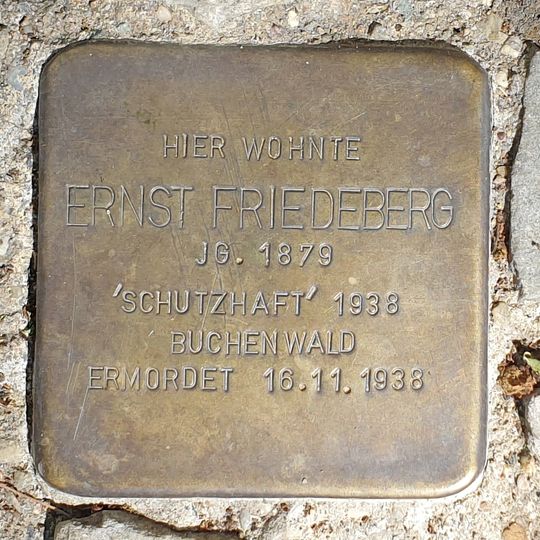 HIER WOHNTE
ERNST FRIEDEBERG
JG. 1879
'SCHUTZHAFT' 1938
BUCHENWALD
ERMORDET 16.11.1938